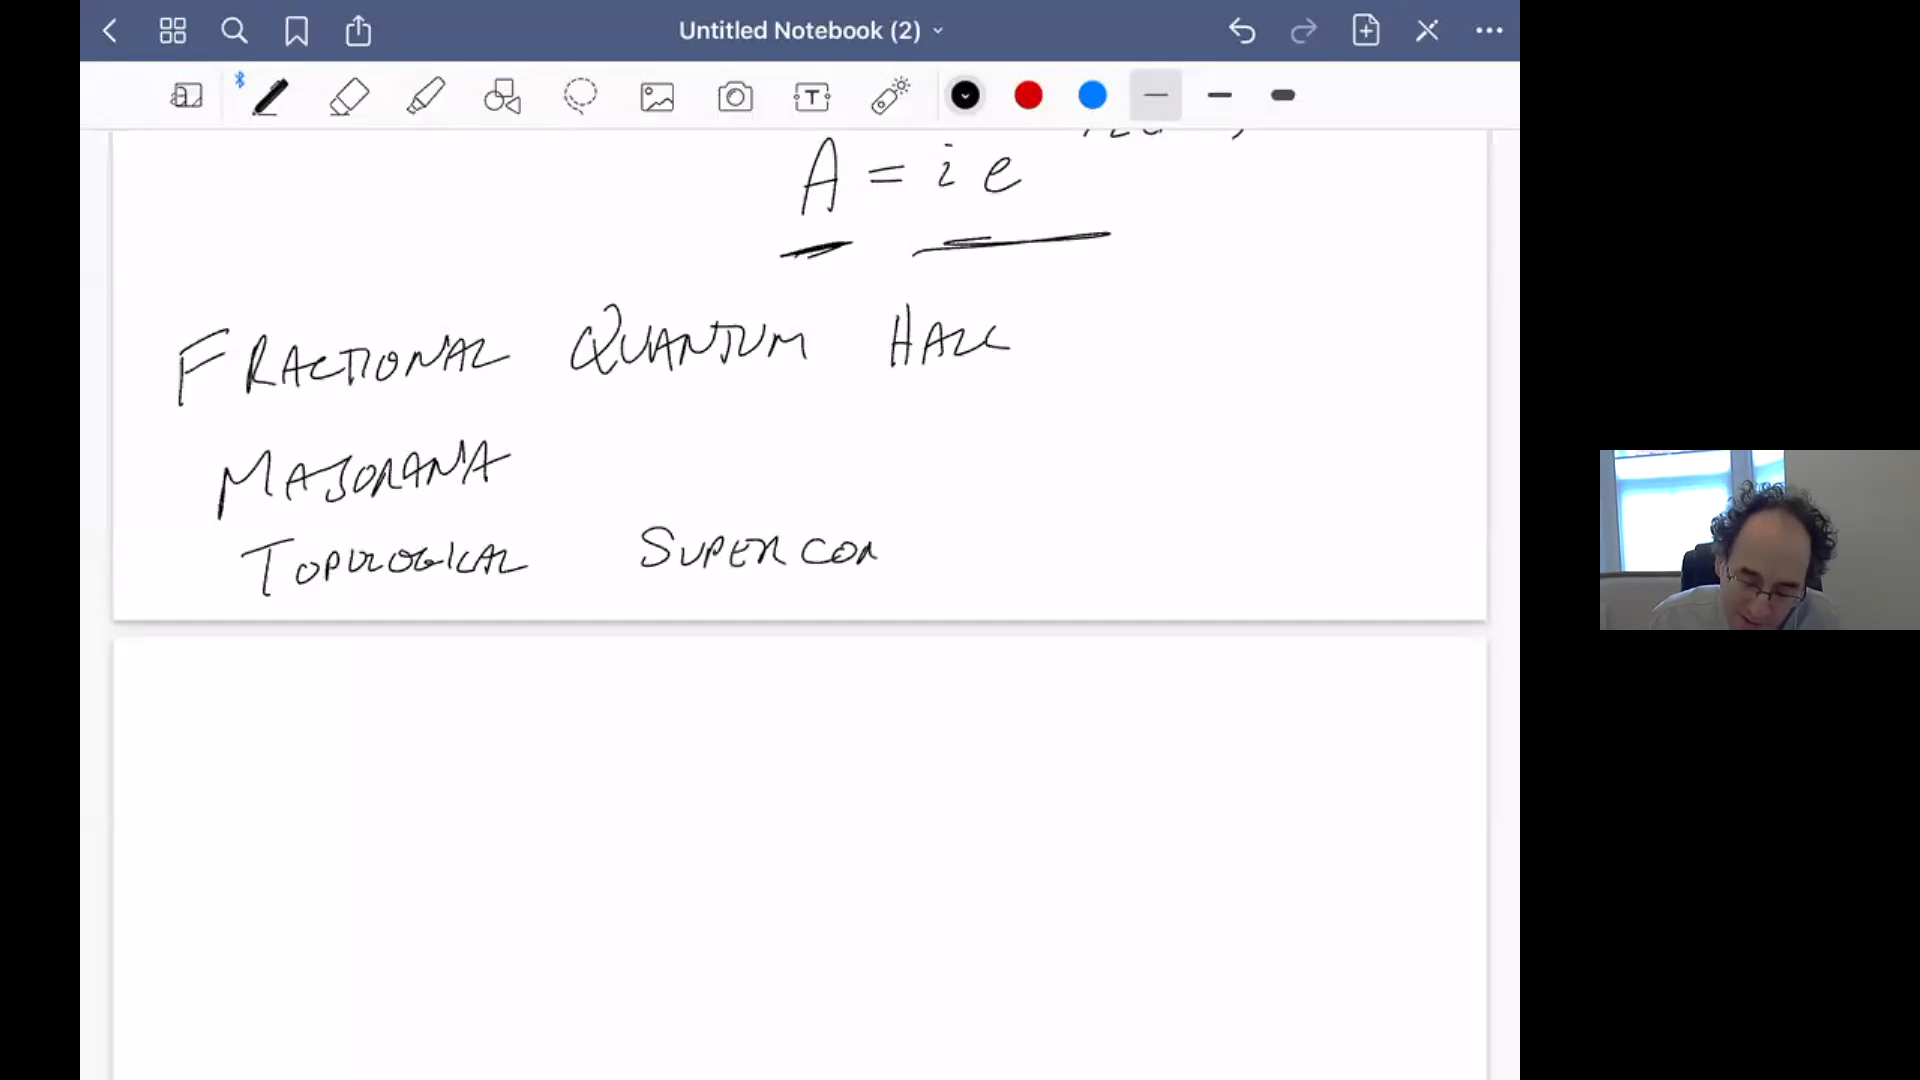 Untitled Notebook (2)
A = i e
FRACTIONAL QUANTUM HALL
MAJORANA
TOPOLOGICAL SUPERCON